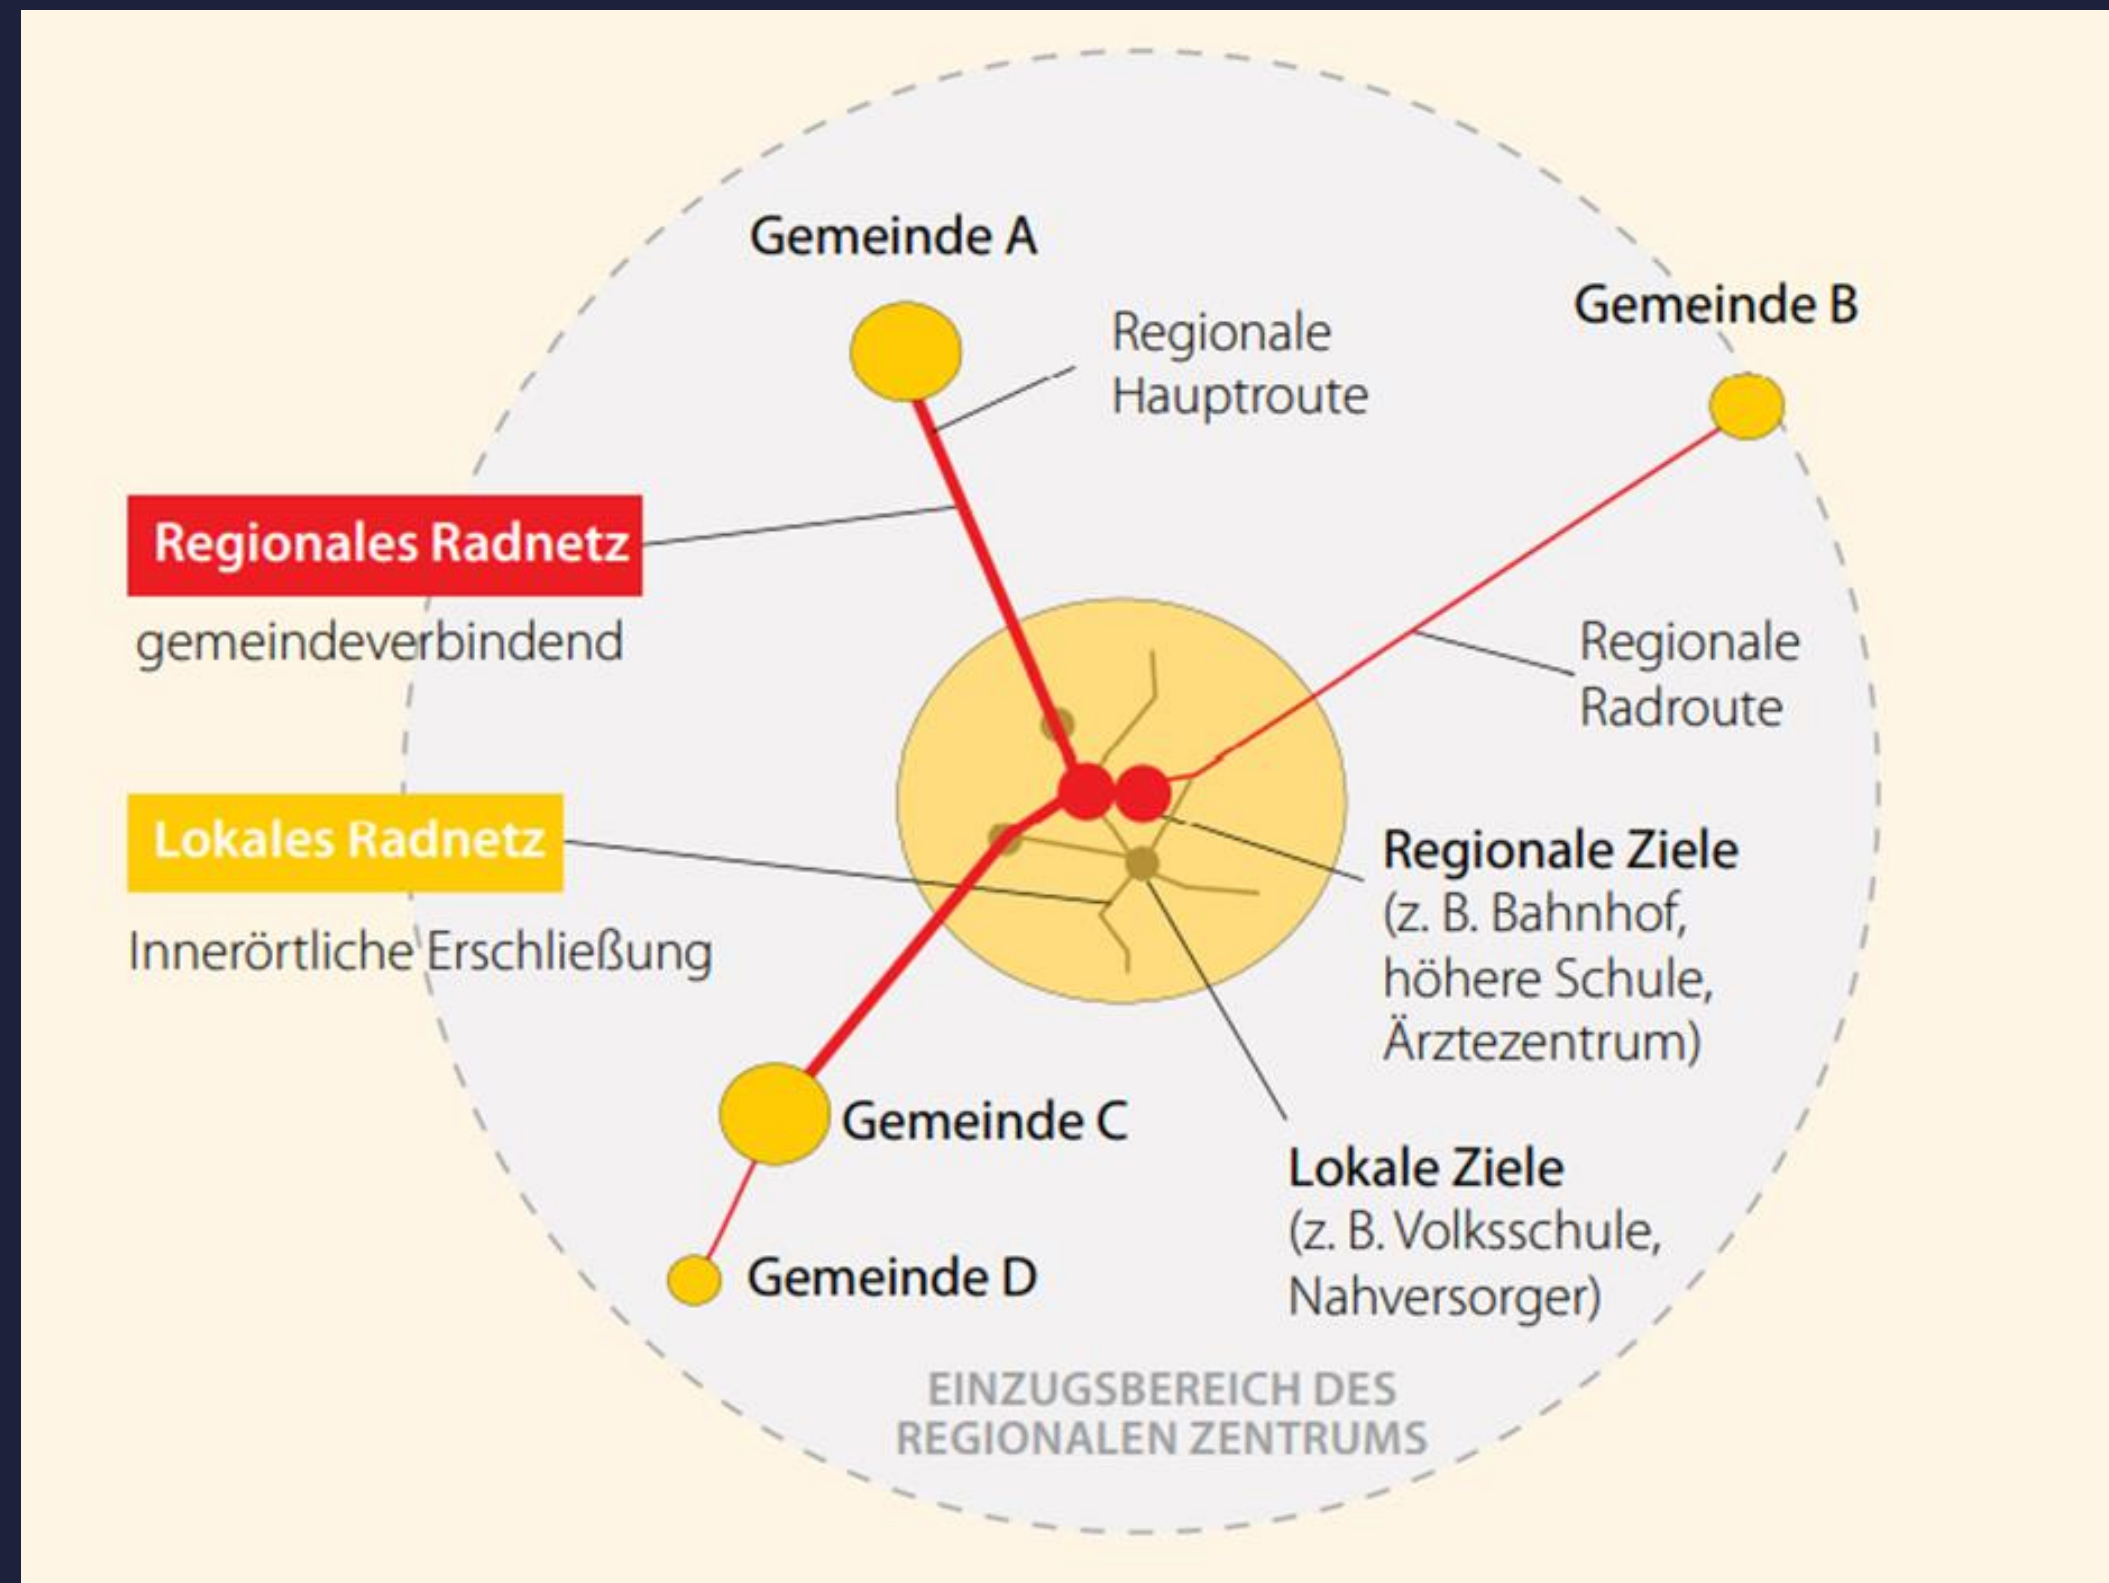 Gemeinde A
Regionale
Hauptroute
Gemeinde B
Regionales Radnetz
gemeindeverbindend
Regionale
Radroute
Lokales Radnetz
Innerörtliche Erschließung
Regionale Ziele
(z. B. Bahnhof,
höhere Schule,
Ärztezentrum)
Gemeinde C
Lokale Ziele
(z. B. Volksschule,
Nahversorger)
Gemeinde D
EINZUGSBEREICH DES
REGIONALEN ZENTRUMS